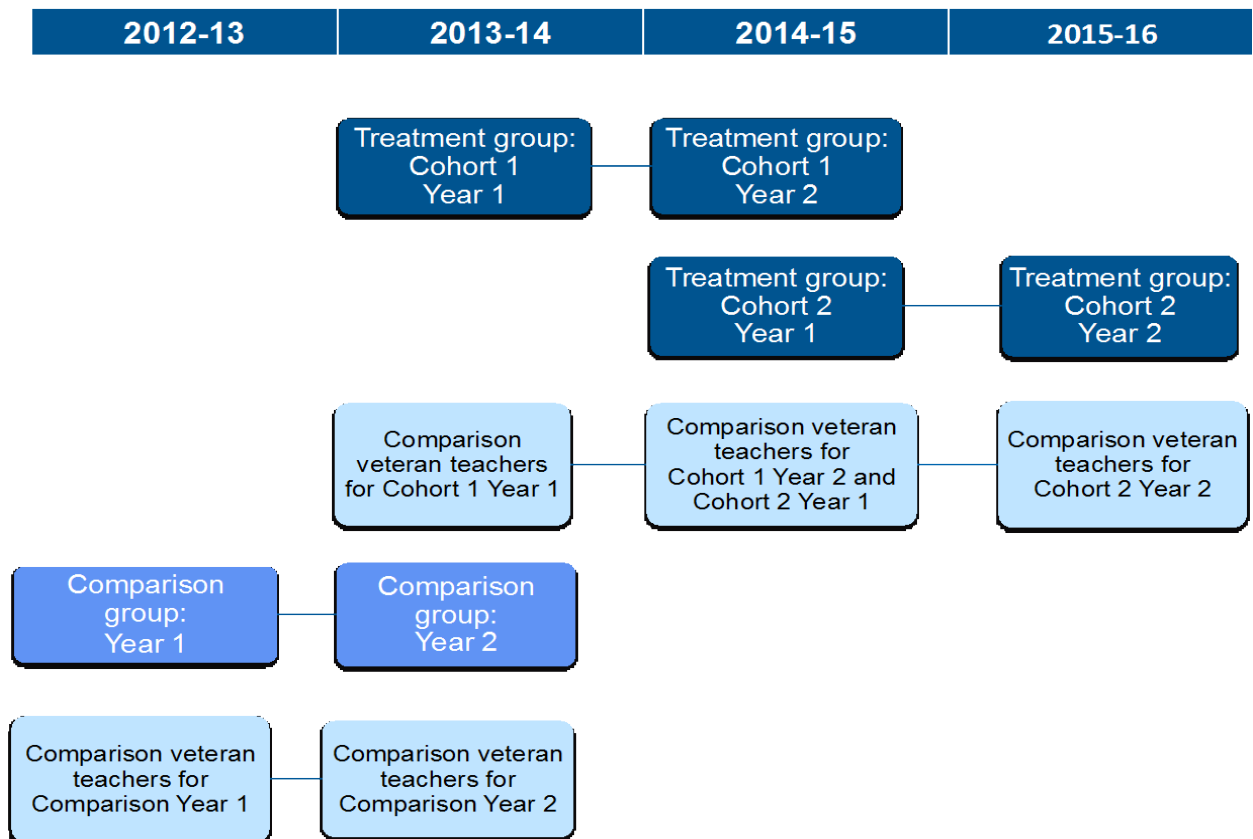 2012-13
2013-14
2014-15
2015-16
Treatment group:
Cohort 1
Year 1
Treatment group:
Cohort 1
Year 2
Treatment group:
Cohort 2
Year 1
Treatment group:
Cohort 2
Year 2
Comparison
veteran teachers
for Cohort 1 Year 1
Comparison veteran
teachers for
Cohort 1 Year 2 and
Cohort 2 Year 1
Comparison veteran
teachers for
Cohort 2 Year 2
Comparison
group:
Year 1
Comparison
group:
Year 2
Comparison veteran
teachers for
Comparison Year 1
Comparison veteran
teachers for
Comparison Year 2